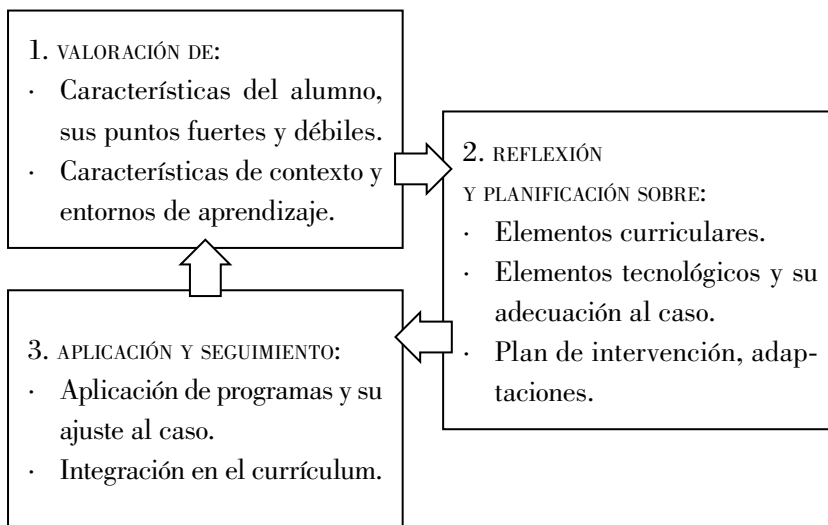 1. VALORACIÓN DE:
· Características del alumno,
sus puntos fuertes y débiles.
· Características de contexto y
entornos de aprendizaje.
2. REFLEXIÓN
Y PLANIFICACIÓN SOBRE:
· Elementos curriculares.
· Elementos tecnológicos y su
adecuación al caso.
· Plan de intervención, adap-
taciones.
3. APLICACIÓN Y SEGUIMIENTO:
· Aplicación de programas y su
ajuste al caso.
· Integración en el currículum.